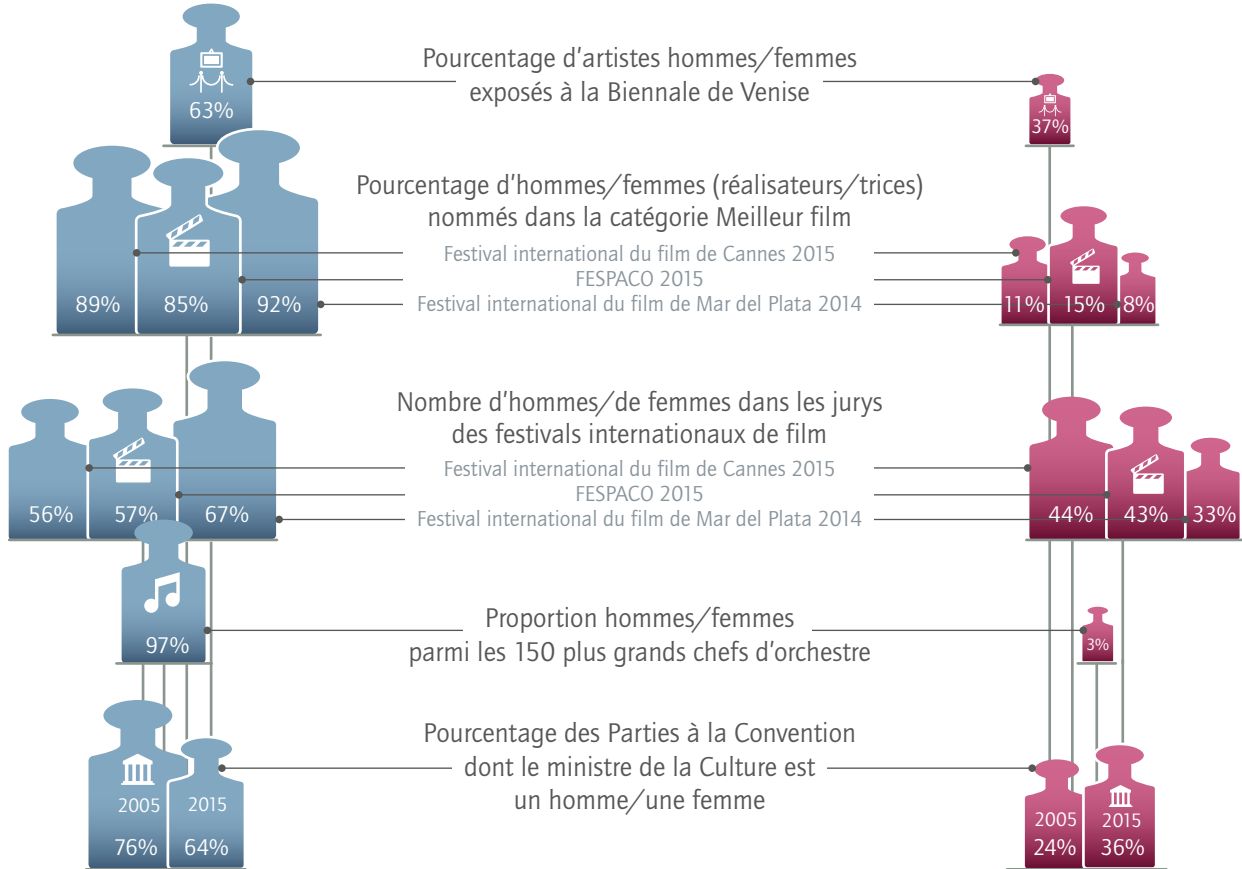 Pourcentage d'artistes hommes/femmes
exposés à la Biennale de Venise
63%
37%
Pourcentage d'hommes/femmes (réalisateurs/trices)
nommés dans la catégorie Meilleur film
Festival international du film de Cannes 2015
FESPACO 2015
Festival international du film de Mar del Plata 2014
89% 85% 92%
11% 15% 8%
Nombre d'hommes/de femmes dans les jurys
des festivals internationaux de film
Festival international du film de Cannes 2015
FESPACO 2015
Festival international du film de Mar del Plata 2014
56% 57% 67%
44% 43% 33%
Proportion hommes/femmes
parmi les 150 plus grands chefs d'orchestre
97%
3%
Pourcentage des Parties à la Convention
dont le ministre de la Culture est
un homme/une femme
2005 2015
76% 64%
2005 2015
24% 36%